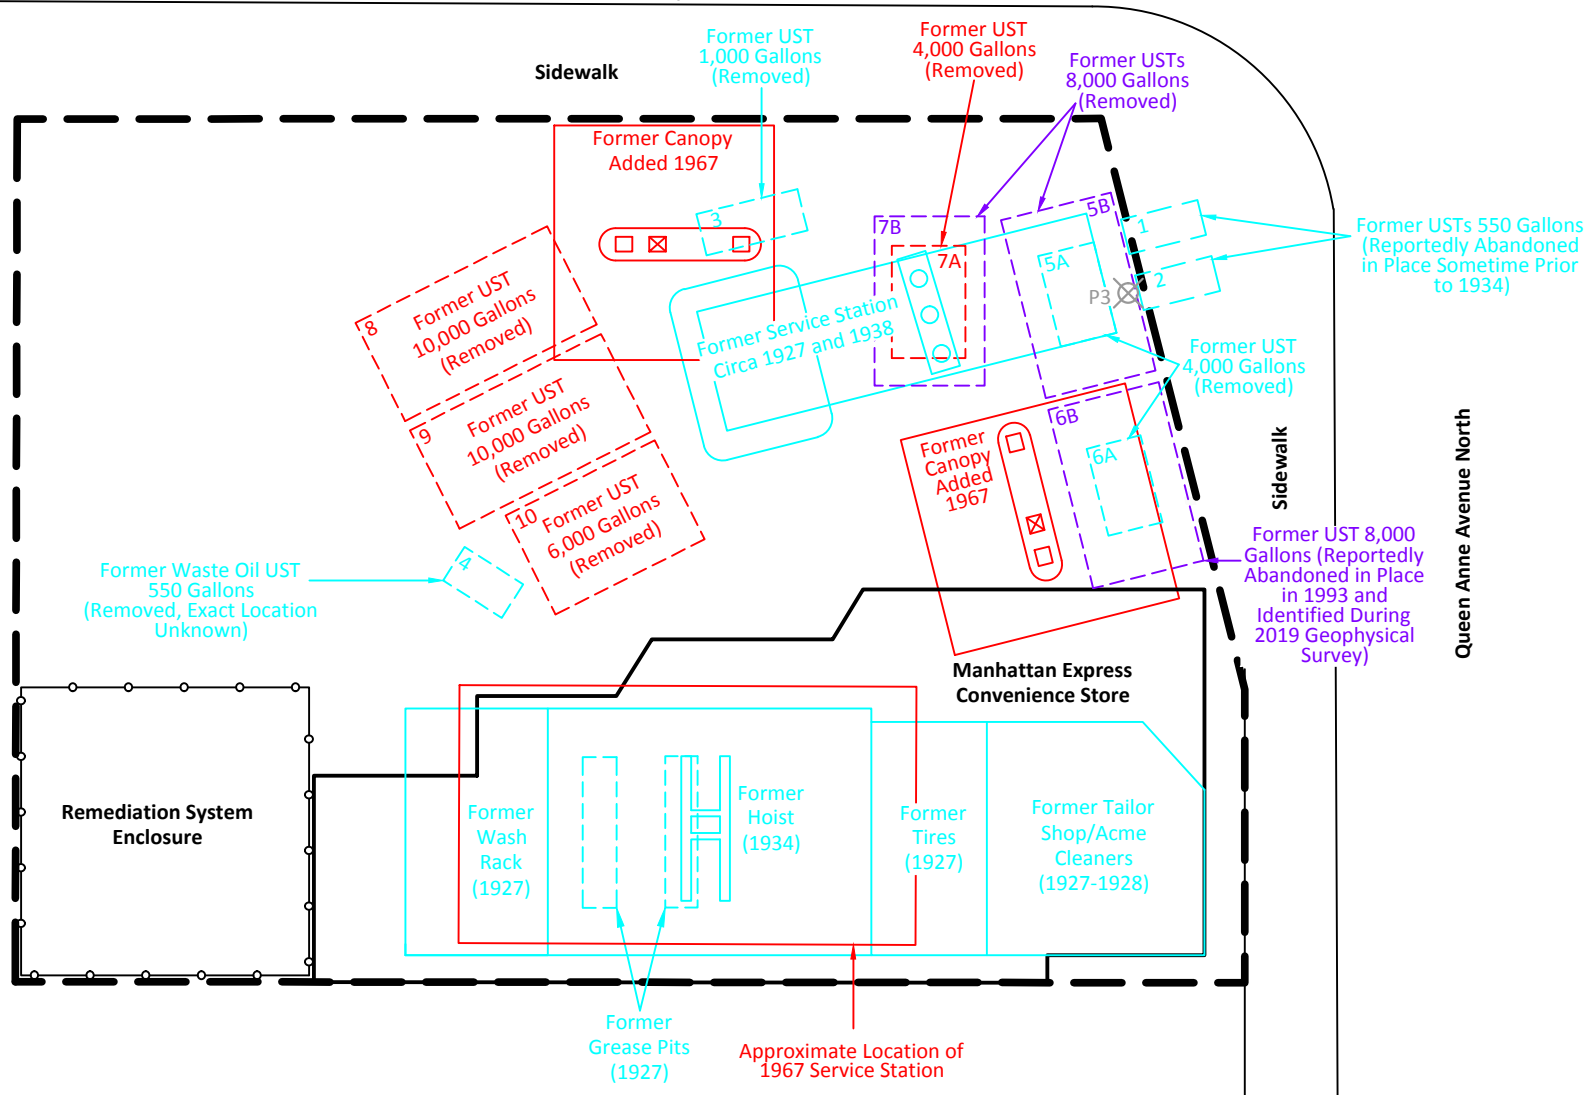 Former UST
1,000 Gallons
(Removed)
Former UST
4,000 Gallons
(Removed)
Former USTs
8,000 Gallons
(Removed)
Sidewalk
Former Canopy
Added 1967
3
7B
7A
5B
5A
1
2
P3
Former USTs 550 Gallons
(Reportedly Abandoned
in Place Sometime Prior
to 1934)
8
Former UST
10,000 Gallons
(Removed)
Former Service Station
Circa 1927 and 1938
Former UST
4,000 Gallons
(Removed)
9
Former UST
10,000 Gallons
(Removed)
6B
6A
Former
Canopy
Added
1967
Sidewalk
Queen Anne Avenue North
10
Former UST
6,000 Gallons
(Removed)
4
Former Waste Oil UST
550 Gallons
(Removed, Exact Location
Unknown)
Former UST 8,000
Gallons (Reportedly
Abandoned in Place
in 1993 and
Identified During
2019 Geophysical
Survey)
Manhattan Express
Convenience Store
Remediation System
Enclosure
Former
Wash
Rack
(1927)
Former
Hoist
(1934)
Former
Tires
(1927)
Former Tailor
Shop/Acme
Cleaners
(1927-1928)
Former
Grease Pits
(1927)
Approximate Location of
1967 Service Station